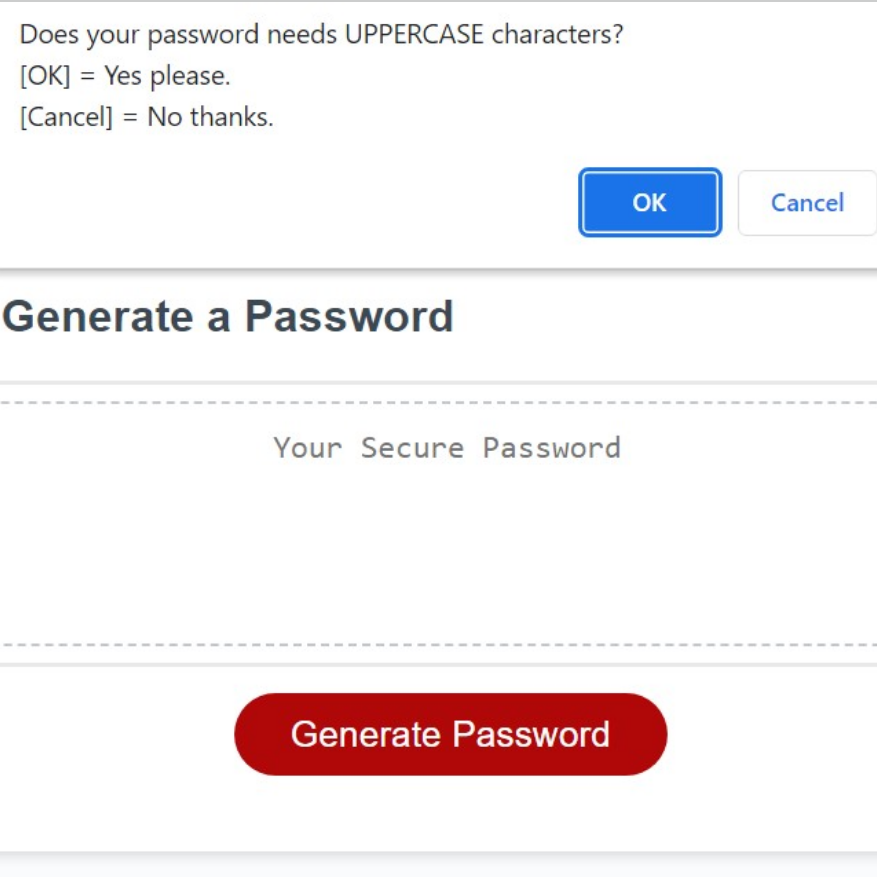 Does your password needs UPPERCASE characters?
[OK] = Yes please.
[Cancel] = No thanks.
OK Cancel
Generate a Password
Your Secure Password
Generate Password